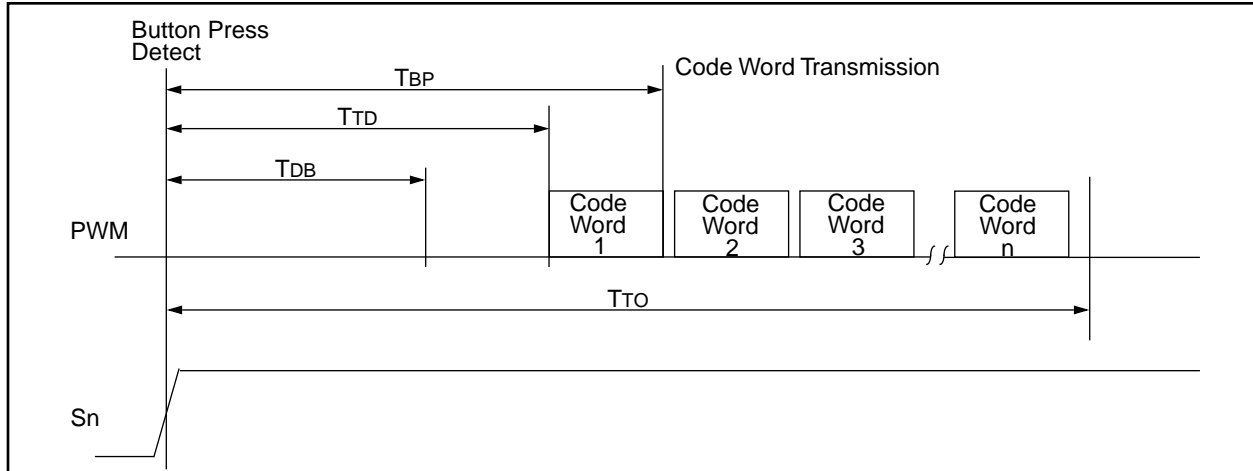 Button Press
Detect
TBP
Code Word Transmission
TTD
TDB
PWM
Code
Word
1
Code
Word
2
Code
Word
3
Code
Word
n
TTO
Sn